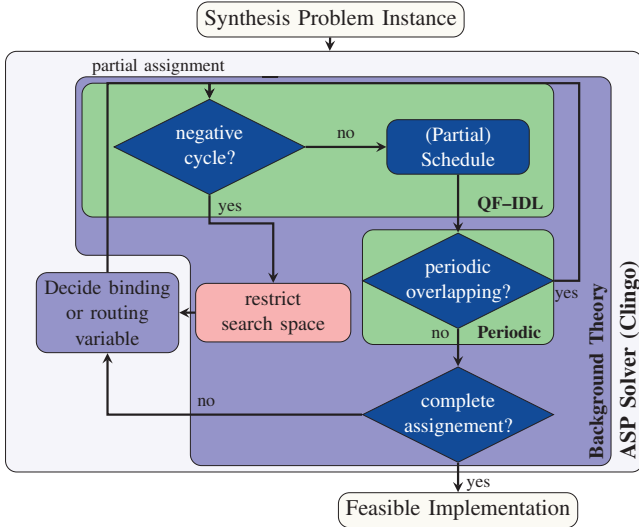 Synthesis Problem Instance
partial assignment
negative
cycle?
no
(Partial)
Schedule
yes
QF–IDL
Decide binding
or routing
variable
restrict
search space
periodic
overlapping?
yes
Periodic
no
no
complete
assignement?
yes
Background Theory
ASP Solver (Clingo)
Feasible Implementation